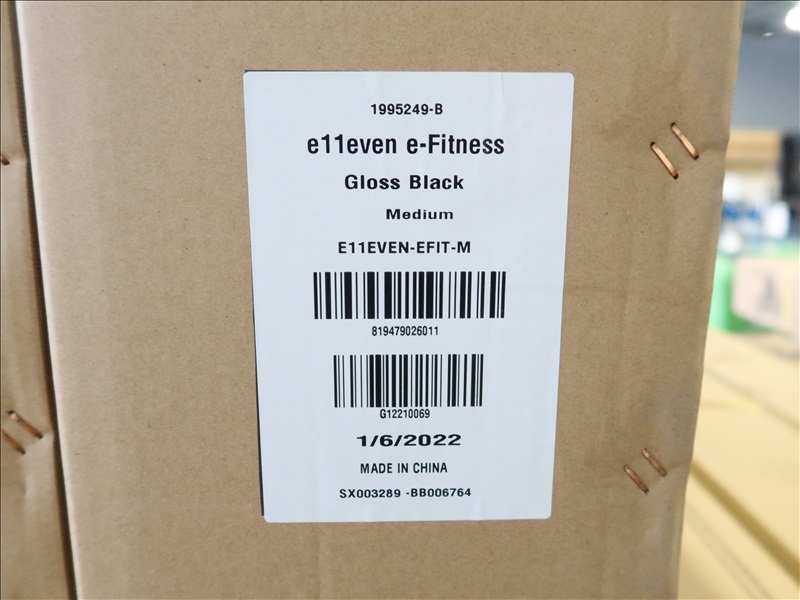 1995249-B
e11even e-Fitness
Gloss Black
Medium
E11EVEN-EFIT-M
819479026011
G12210069
1/6/2022
MADE IN CHINA
SX003289 -BB006764